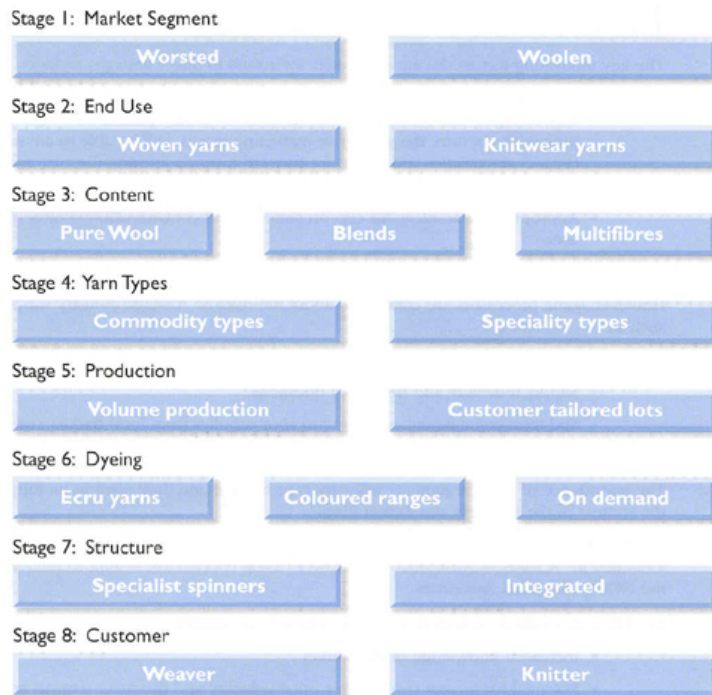 Stage 1: Market Segment
Worsted Woolen
Stage 2: End Use
Woven yarns Knitwear yarns
Stage 3: Content
Pure Wool Blends Multifibres
Stage 4: Yarn Types
Commodity types Speciality types
Stage 5: Production
Volume production Customer tailored lots
Stage 6: Dyeing
Ecru yarns Coloured ranges On demand
Stage 7: Structure
Specialist spinners Integrated
Stage 8: Customer
Weaver Knitter